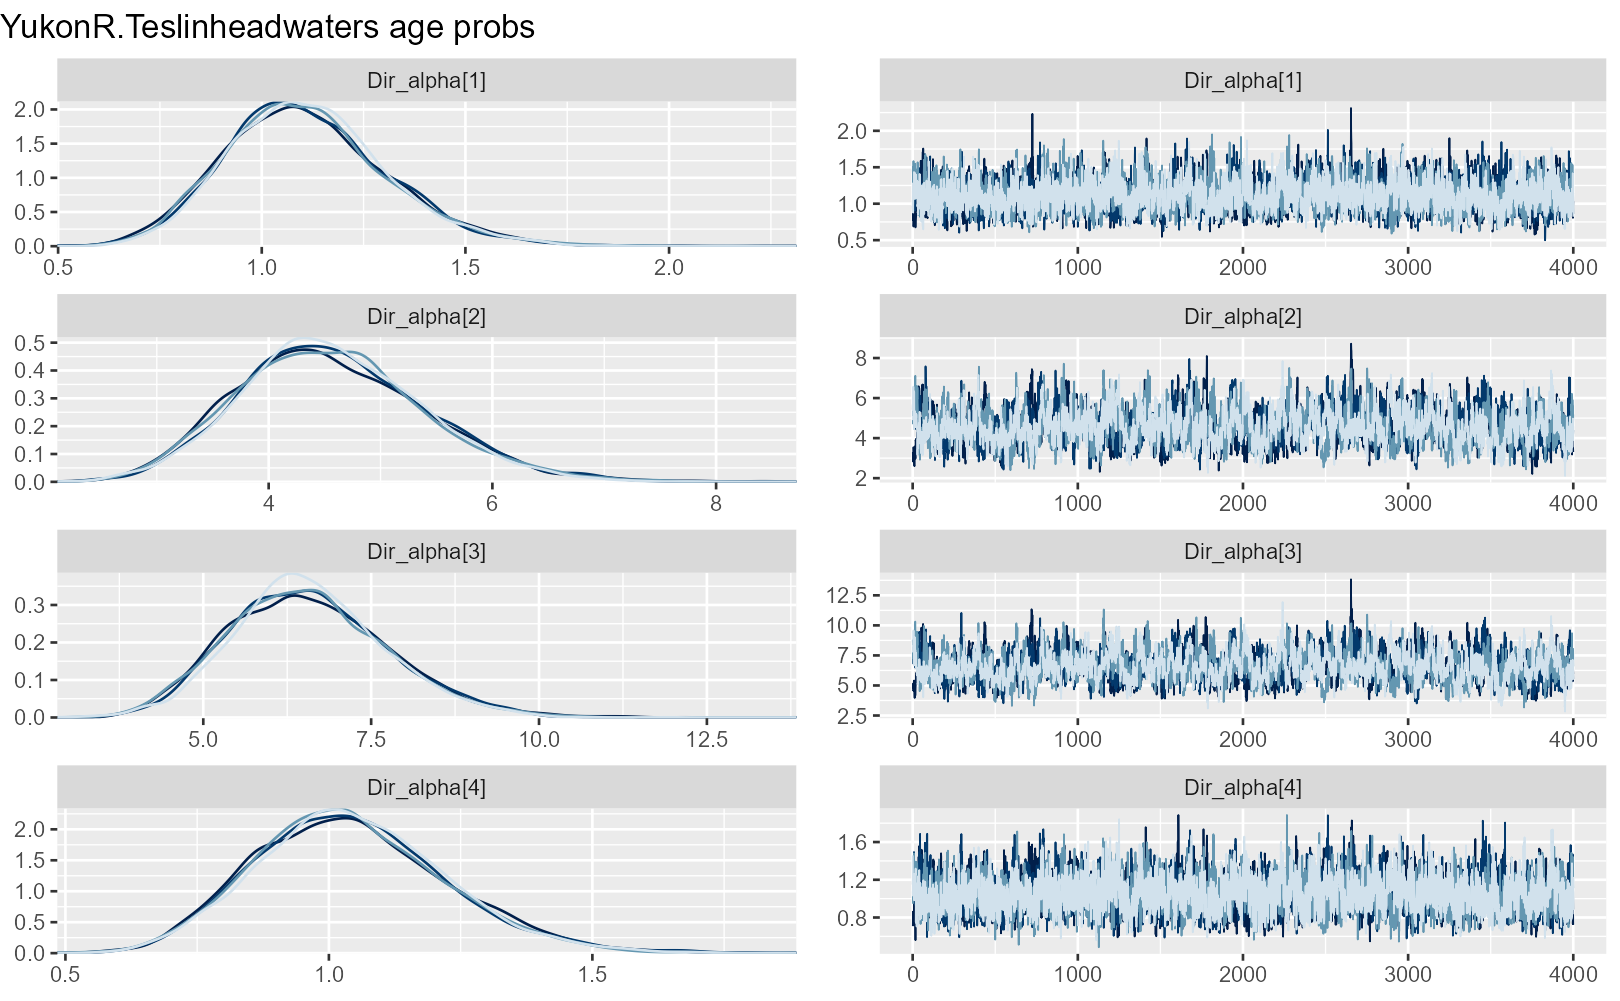 YukonR.Teslinheadwaters age probs
Dir_alpha[1]
2.0
1.5
1.0
0.5
0.0
0.5 1.0 1.5 2.0
Dir_alpha[1]
2.0
1.5
1.0
0.5
0 1000 2000 3000 4000
Dir_alpha[2]
0.5
0.4
0.3
0.2
0.1
0.0
4 6 8
Dir_alpha[2]
8
6
4
2
0 1000 2000 3000 4000
Dir_alpha[3]
0.3
0.2
0.1
0.0
5.0 7.5 10.0 12.5
Dir_alpha[3]
12.5
10.0
7.5
5.0
2.5
0 1000 2000 3000 4000
Dir_alpha[4]
2.0
1.5
1.0
0.5
0.0
0.5 1.0 1.5
Dir_alpha[4]
1.6
1.2
0.8
0 1000 2000 3000 4000